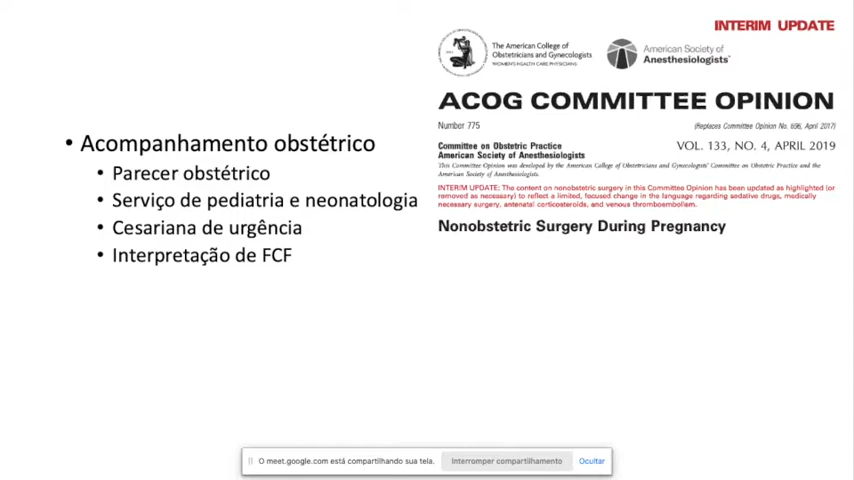 • Acompanhamento obstétrico
• Parecer obstétrico
• Serviço de pediatria e neonatologia
• Cesariana de urgência
• Interpretação de FCF
INTERIM UPDATE
The American College of
Obstetricians and Gynecologists
WOMEN'S HEALTH CARE PHYSICIANS
American Society of
Anesthesiologists
ACOG COMMITTEE OPINION
Number 775
(Replaces Committee Opinion No. 696, April 2017)
Committee on Obstetric Practice
American Society of Anesthesiologists
VOL. 133, NO. 4, APRIL 2019
This Committee Opinion was developed by the American College of Obstetricians and Gynecologists' Committee on Obstetric Practice and the
American Society of Anesthesiologists.
INTERIM UPDATE: The content on nonobstetric surgery in this Committee Opinion has been updated as highlighted (or
removed as necessary) to reflect a limited, focused change in the language regarding sedative drugs, medically
necessary surgery, antenatal corticosteroids, and venous thromboembolism.
Nonobstetric Surgery During Pregnancy
O meet.google.com está compartilhando sua tela.
Interromper compartilhamento
Ocultar